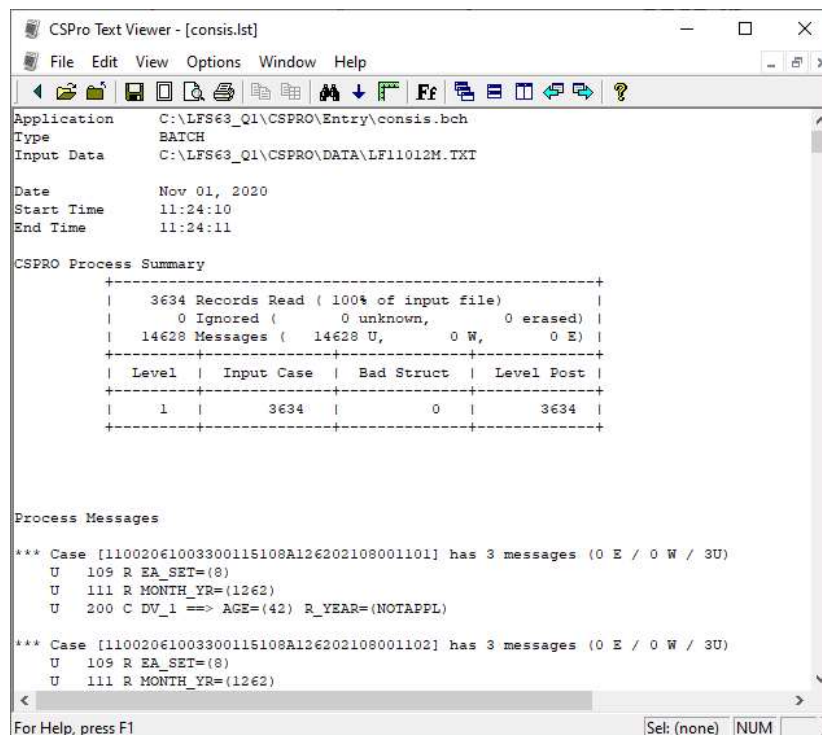 CSPro Text Viewer - [consis.lst]
File Edit View Options Window Help
Application C:\LFS63_Q1\CSPRO\Entry\consis.bch
Type BATCH
Input Data C:\LFS63_Q1\CSPRO\DATA\LF11012M.TXT
Date Nov 01, 2020
Start Time 11:24:10
End Time 11:24:11
CSPRO Process Summary
+-------------------------------------------------------+
| 3634 Records Read ( 100% of input file) |
| 0 Ignored ( 0 unknown, 0 erased) |
| 14628 Messages ( 14628 U, 0 W, 0 E) |
+---------+--------------+--------------+-------------+
| Level | Input Case | Bad Struct | Level Post |
+---------+--------------+--------------+-------------+
| 1 | 3634 | 0 | 3634 |
+---------+--------------+--------------+-------------+
Process Messages
*** Case [11002061003300115108A126202108001101] has 3 messages (0 E / 0 W / 3U)
U 109 R EA_SET=(8)
U 111 R MONTH_YR=(1262)
U 200 C DV_1 ==> AGE=(42) R_YEAR=(NOTAPPL)
*** Case [11002061003300115108A126202108001102] has 3 messages (0 E / 0 W / 3U)
U 109 R EA_SET=(8)
U 111 R MONTH_YR=(1262)
For Help, press F1 Sel: (none) NUM